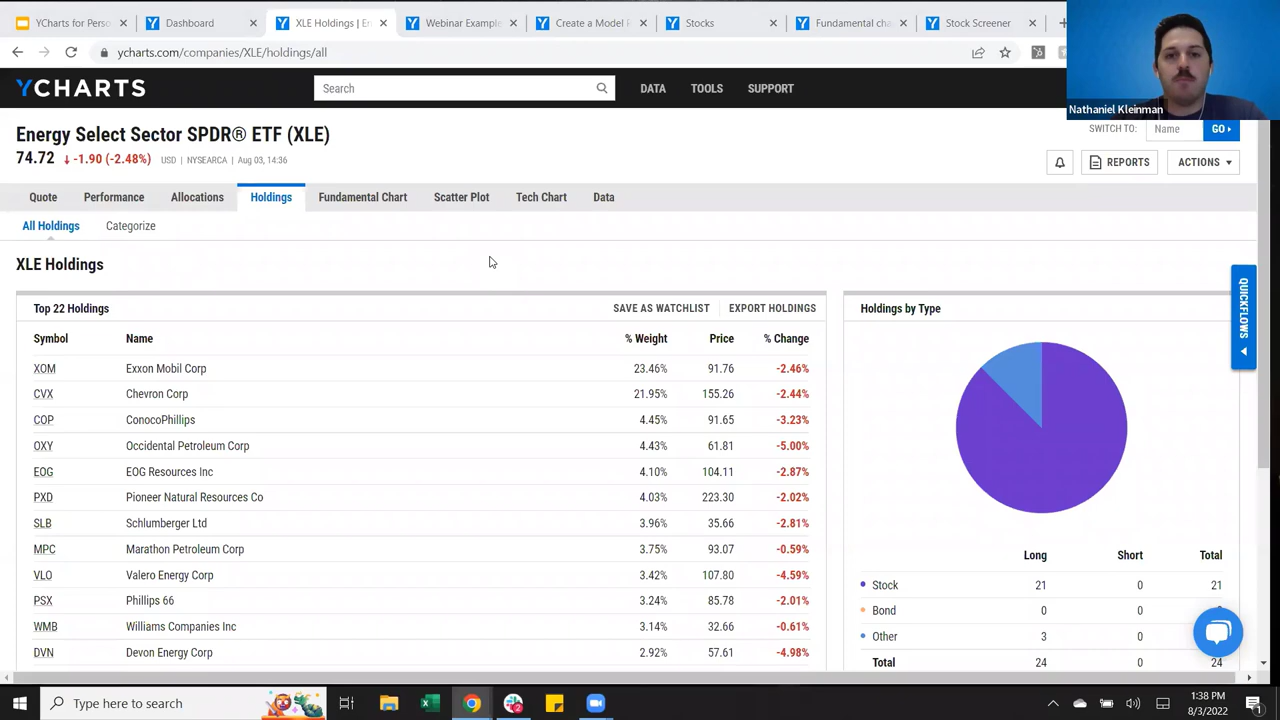 YCharts for Perso
Dashboard
XLE Holdings | En
Webinar Example
Create a Model P
Stocks
Fundamental cha
Stock Screener
ycharts.com/companies/XLE/holdings/all
YCHARTS
Search
DATA
TOOLS
SUPPORT
Nathaniel Kleinman
Energy Select Sector SPDR® ETF (XLE)
SWITCH TO:
Name
GO
74.72 -1.90 (-2.48%) USD | NYSEARCA | Aug 03, 14:36
REPORTS
ACTIONS
Quote Performance Allocations Holdings Fundamental Chart Scatter Plot Tech Chart Data
All Holdings Categorize
XLE Holdings
Top 22 Holdings SAVE AS WATCHLIST EXPORT HOLDINGS
Symbol Name % Weight Price % Change
XOM Exxon Mobil Corp 23.46% 91.76 -2.46%
CVX Chevron Corp 21.95% 155.26 -2.44%
COP ConocoPhillips 4.45% 91.65 -3.23%
OXY Occidental Petroleum Corp 4.43% 61.81 -5.00%
EOG EOG Resources Inc 4.10% 104.11 -2.87%
PXD Pioneer Natural Resources Co 4.03% 223.30 -2.02%
SLB Schlumberger Ltd 3.96% 35.66 -2.81%
MPC Marathon Petroleum Corp 3.75% 93.07 -0.59%
VLO Valero Energy Corp 3.42% 107.80 -4.59%
PSX Phillips 66 3.24% 85.78 -2.01%
WMB Williams Companies Inc 3.14% 32.66 -0.61%
DVN Devon Energy Corp 2.92% 57.61 -4.98%
Holdings by Type
Long Short Total
Stock 21 0 21
Bond 0 0
Other 3 0
Total 24 0 24
QUICKFLOWS
Type here to search
1:38 PM
8/3/2022